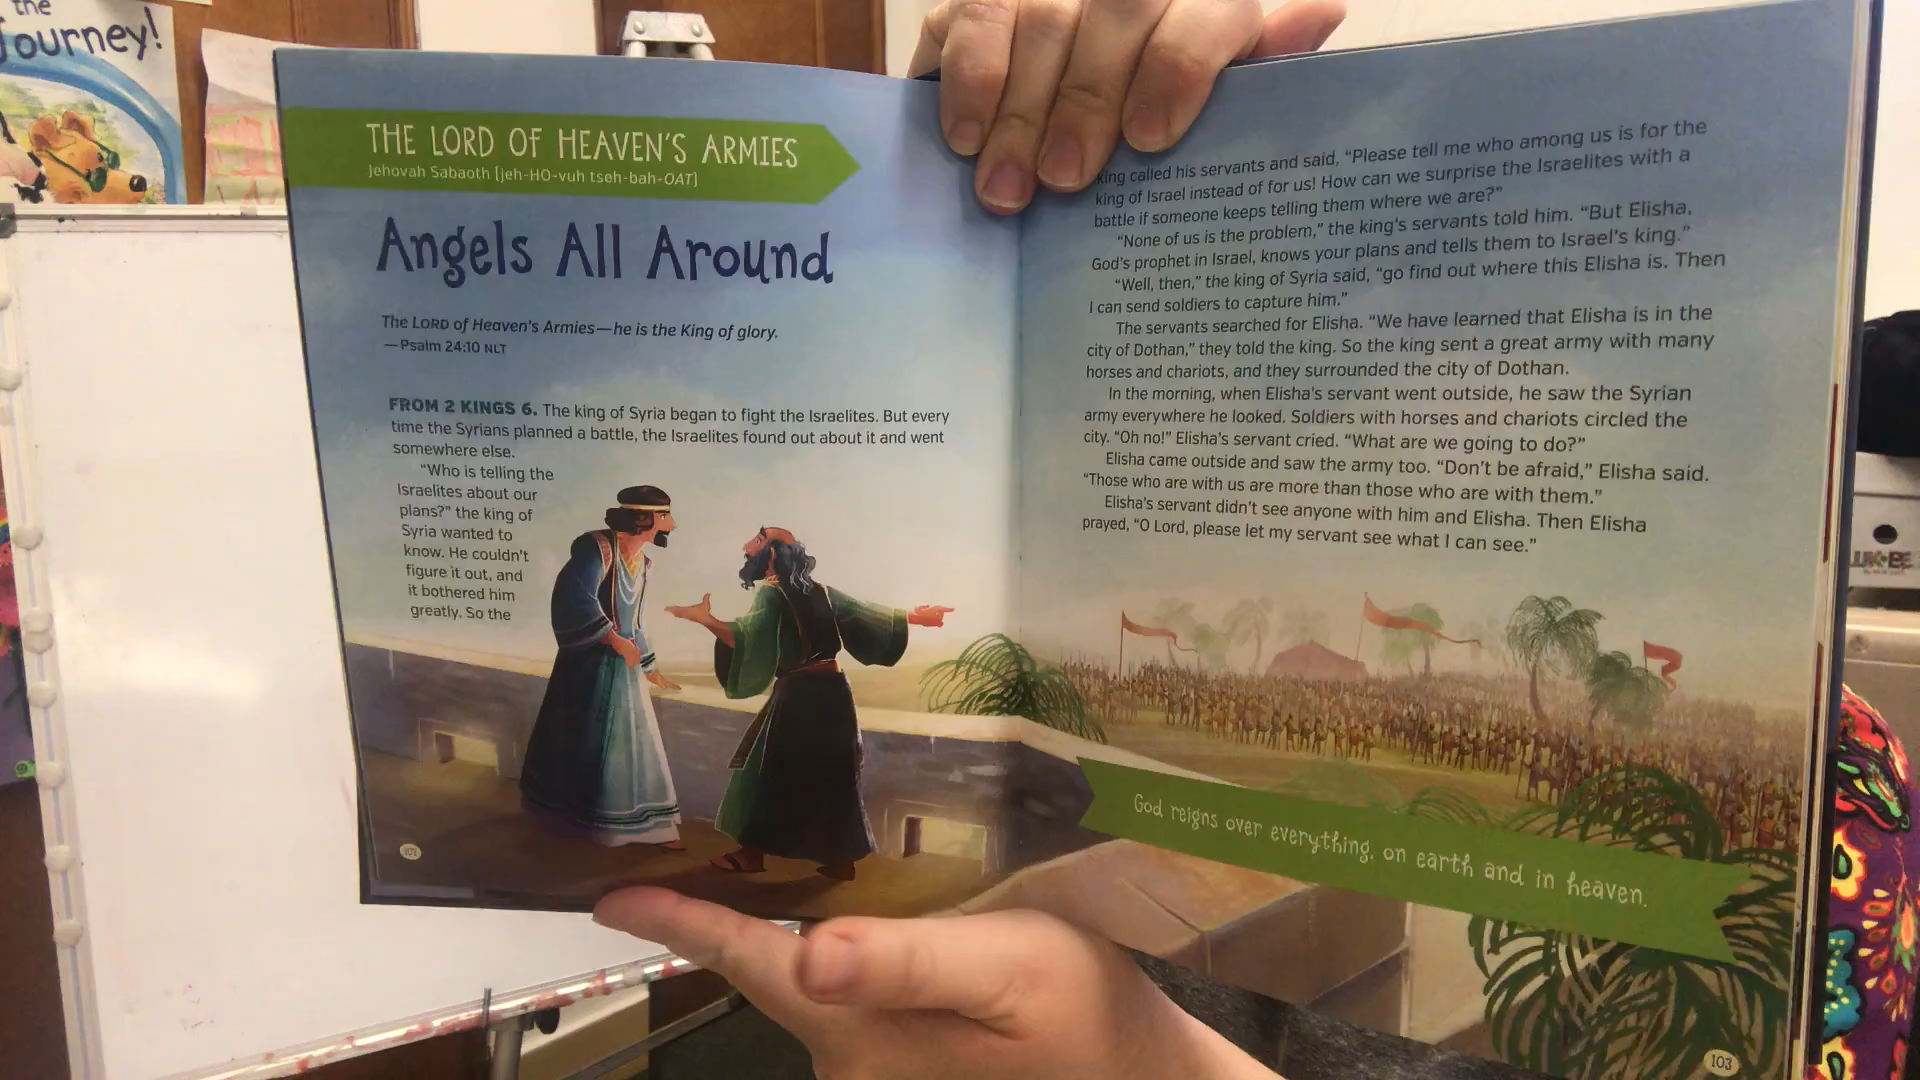 the
Journey!
THE LORD OF HEAVEN'S ARMIES
Jehovah Sabaoth [jeh-HO-vuh tseh-bah-OAT]
Angels All Around
The LORD of Heaven's Armies—he is the King of glory.
—Psalm 24:10 NLT
FROM 2 KINGS 6. The king of Syria began to fight the Israelites. But every
time the Syrians planned a battle, the Israelites found out about it and went
somewhere else.
"Who is telling the
Israelites about our
plans?" the king of
Syria wanted to
know. He couldn't
figure it out, and
it bothered him
greatly. So the
102
king called his servants and said, "Please tell me who among us is for the
king of Israel instead of for us! How can we surprise the Israelites with a
battle if someone keeps telling them where we are?"
"None of us is the problem," the king's servants told him. "But Elisha,
God's prophet in Israel, knows your plans and tells them to Israel's king."
"Well, then," the king of Syria said, "go find out where this Elisha is. Then
I can send soldiers to capture him."
The servants searched for Elisha. "We have learned that Elisha is in the
city of Dothan," they told the king. So the king sent a great army with many
horses and chariots, and they surrounded the city of Dothan.
In the morning, when Elisha's servant went outside, he saw the Syrian
army everywhere he looked. Soldiers with horses and chariots circled the
city. "Oh no!" Elisha's servant cried. "What are we going to do?"
Elisha came outside and saw the army too. "Don't be afraid," Elisha said.
"Those who are with us are more than those who are with them."
Elisha's servant didn't see anyone with him and Elisha. Then Elisha
prayed, "O Lord, please let my servant see what I can see."
God reigns over everything, on earth and in heaven.
103